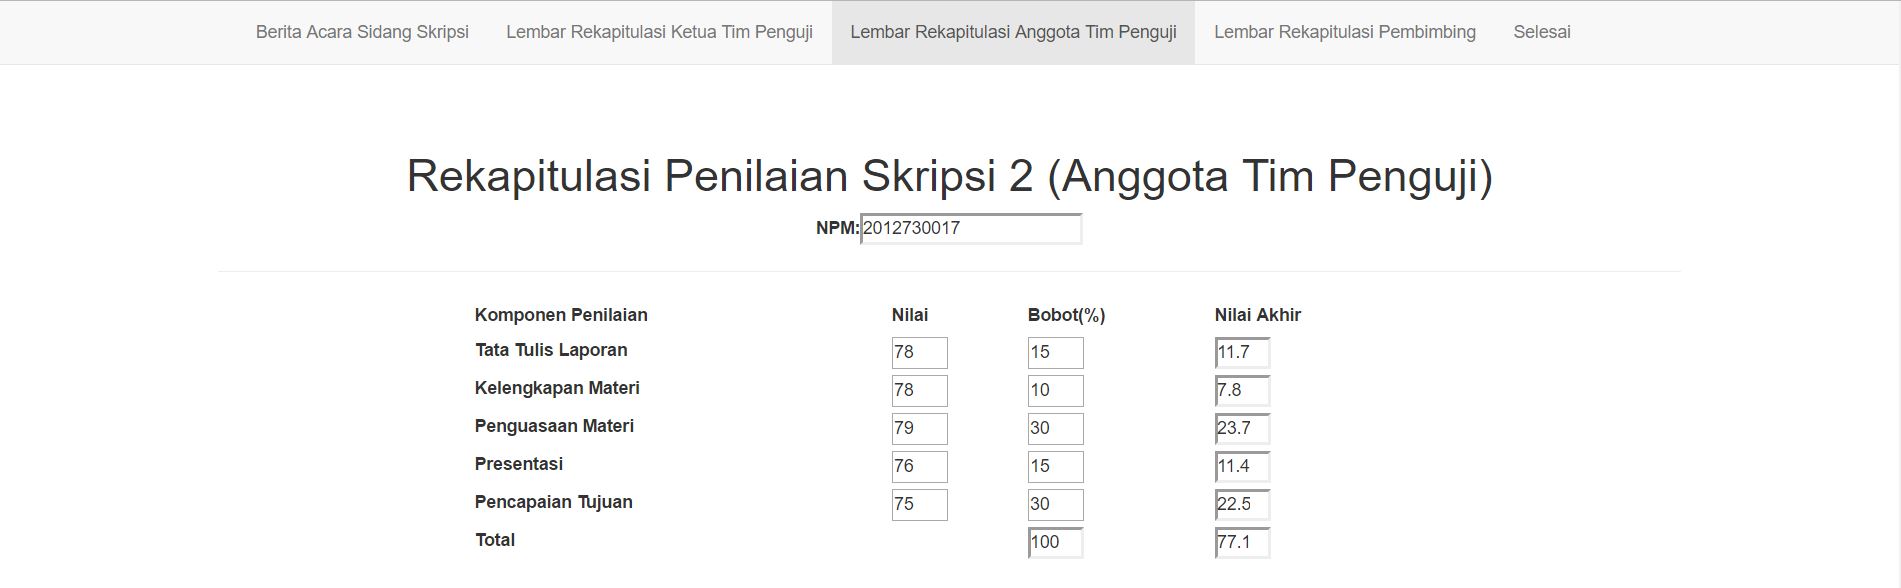 Berita Acara Sidang Skripsi Lembar Rekapitulasi Ketua Tim Penguji Lembar Rekapitulasi Anggota Tim Penguji Lembar Rekapitulasi Pembimbing Selesai
Rekapitulasi Penilaian Skripsi 2 (Anggota Tim Penguji)
NPM: 2012730017
Komponen Penilaian Nilai Bobot(%) Nilai Akhir
Tata Tulis Laporan 78 15 11.7
Kelengkapan Materi 78 10 7.8
Penguasaan Materi 79 30 23.7
Presentasi 76 15 11.4
Pencapaian Tujuan 75 30 22.5
Total 100 77.1